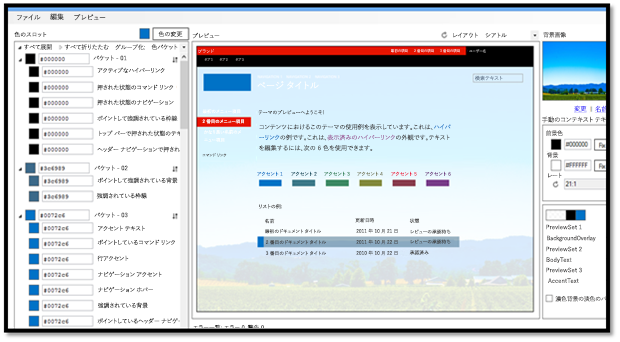 ファイル 編集 プレビュー
色のスロット
色の変更
すべて展開 すべて折りたたむ グループ化: 色パケット
#000000 パケット - 01
#000000 アクティブなハイパーリンク
#000000 押された状態のコマンド リンク
#000000 押された状態のナビゲーション
#000000 ポイントして強調されている枠線
#000000 トップ バーで押された状態のテキ
#000000 ヘッダー ナビゲーションで押され
#3c6989 パケット - 02
#3c6989 ポイントして強調されている背景
#3c6989 強調されている枠線
#0072c6 パケット - 03
#0072c6 アクセント テキスト
#0072c6 ポイントしているコマンド リンク
#0072c6 行アクセント
#0072c6 ナビゲーション アクセント
#0072c6 ナビゲーション ホバー
#0072c6 強調されている背景
#0072c6 ポイントしているヘッダー ナビゲー
プレビュー
レイアウト シアトル
ブランド
ユーザー名
ページ タイトル
検索テキスト
2 番目のメニュー項目
コマンド リンク
テーマのプレビューへようこそ!
コンテンツにおけるこのテーマの使用例を表示しています。これは、ハイパ
ーリンクの例です。これは、表示済みのハイパーリンクの外観です。テキスト
を編集するには、次の 6 色を使用できます。
アクセント 1 アクセント 2 アクセント 3 アクセント 4 アクセント 5 アクセント 6
リストの例:
名前 更新日時 状態
最新のドキュメント タイトル 2011 年 10 月 21 日 レビューの承認待ち
2 番目のドキュメント タイトル 2011 年 10 月 22 日 レビューの承認待ち
3 番目のドキュメント タイトル 2010 年 10 月 22 日 承認済み
背景画像
変更 | 名前
手動のコンテキスト テキ
前景色
#000000
背景
#FFFFFF
レート
21:1
PreviewSet 1
BackgroundOverlay
PreviewSet 2
BodyText
PreviewSet 3
AccentText
濃色背景の淡色のバ